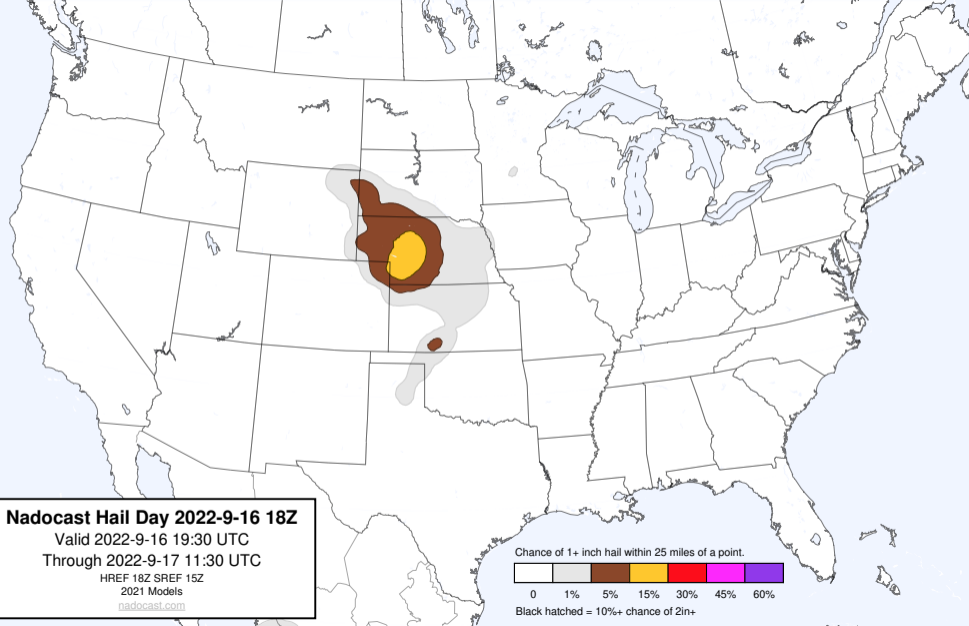 Nadocast Hail Day 2022-9-16 18Z
Valid 2022-9-16 19:30 UTC
Through 2022-9-17 11:30 UTC
HREF 18Z SREF 15Z
2021 Models
nadocast.com
Chance of 1+ inch hail within 25 miles of a point.
0 1% 5% 15% 30% 45% 60%
Black hatched = 10%+ chance of 2in+